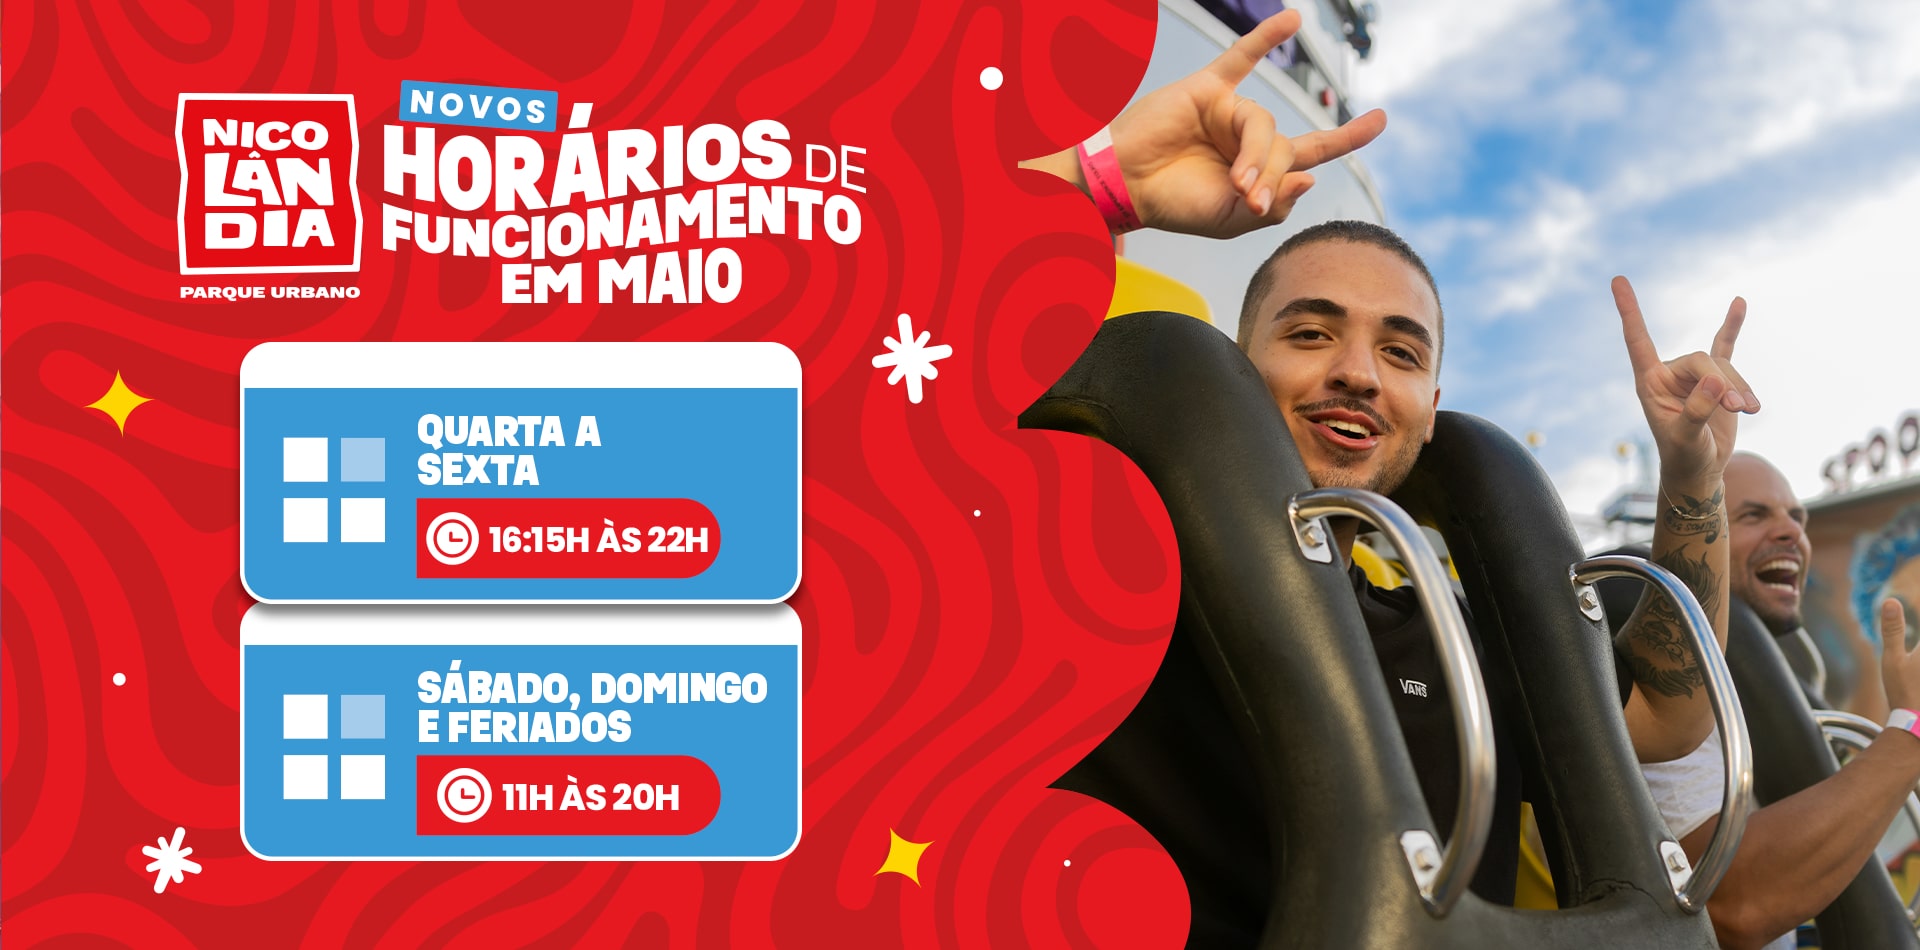 NICO
LÂN
DIA
PARQUE URBANO
NOVOS
HORÁRIOS DE
FUNCIONAMENTO
EM MAIO
QUARTA A
SEXTA
16:15H ÀS 22H
SÁBADO, DOMINGO
E FERIADOS
11H ÀS 20H
VANS
SPOO